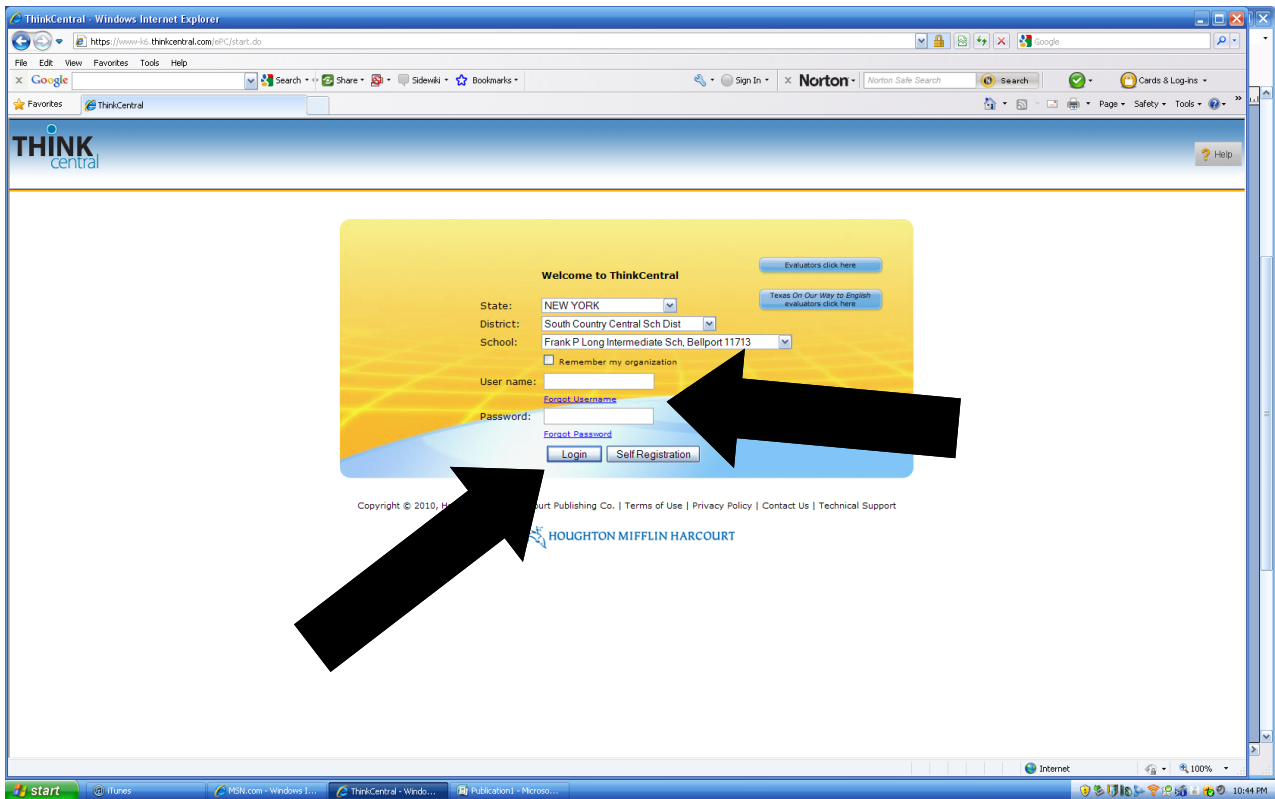 ThinkCentral - Windows Internet Explorer
https://www-k6.thinkcentral.com/ePC/start.do
Google
File Edit View Favorites Tools Help
Google Search Share Sidewiki Bookmarks Sign In Norton Norton Safe Search Search Cards & Log-ins
Favorites ThinkCentral Page Safety Tools
THINK
central
Help
Evaluators click here
Welcome to ThinkCentral
Texas On Our Way to English
evaluators click here
State: NEW YORK
District: South Country Central Sch Dist
School: Frank P Long Intermediate Sch, Bellport 11713
Remember my organization
User name:
Forgot Username
Password:
Forgot Password
Login Self Registration
Copyright © 2010, Publishing Co. | Terms of Use | Privacy Policy | Contact Us | Technical Support
HOUGHTON MIFFLIN HARCOURT
Internet 100%
start iTunes MSN.com - Windows I... ThinkCentral - Windo... Publication1 - Microso... 10:44 PM